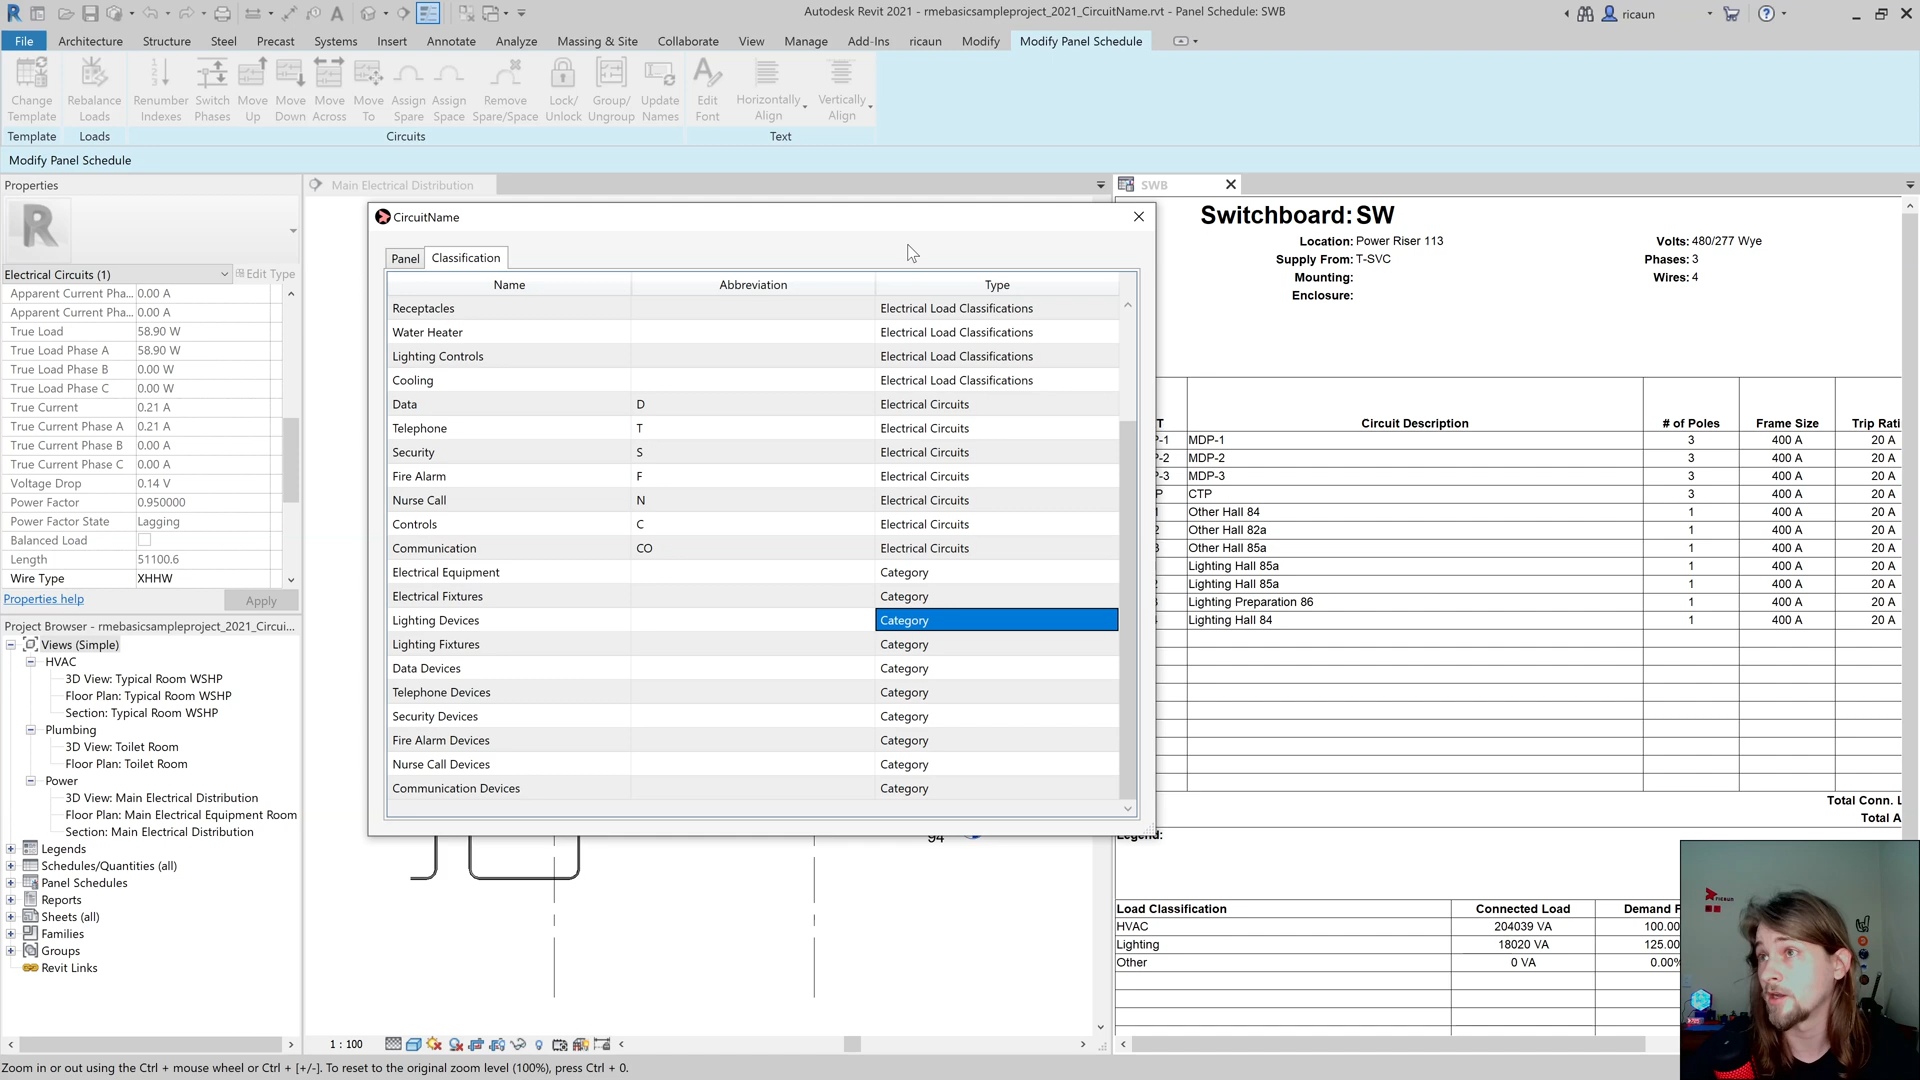 Autodesk Revit 2021 - rmebasicsampleproject_2021_CircuitName.rvt - Panel Schedule: SWB
ricaun
File Architecture Structure Steel Precast Systems Insert Annotate Analyze Massing & Site Collaborate View Manage Add-Ins ricaun Modify Modify Panel Schedule
Change Template
Rebalance Loads
Renumber Indexes
Switch Phases
Move Up
Move Down
Move Across
Move To
Assign Spare
Assign Space
Remove Spare/Space
Lock/ Unlock
Group/ Ungroup
Update Names
Edit Font
Horizontally Align
Vertically Align
Template Loads Circuits Text
Modify Panel Schedule
Properties
R
Electrical Circuits (1) Edit Type
Apparent Current Pha... 0.00 A
Apparent Current Pha... 0.00 A
True Load 58.90 W
True Load Phase A 58.90 W
True Load Phase B 0.00 W
True Load Phase C 0.00 W
True Current 0.21 A
True Current Phase A 0.21 A
True Current Phase B 0.00 A
True Current Phase C 0.00 A
Voltage Drop 0.14 V
Power Factor 0.950000
Power Factor State Lagging
Balanced Load
Length 51100.6
Wire Type XHHW
Properties help Apply
Project Browser - rmebasicsampleproject_2021_Circui...
Views (Simple)
HVAC
3D View: Typical Room WSHP
Floor Plan: Typical Room WSHP
Section: Typical Room WSHP
Plumbing
3D View: Toilet Room
Floor Plan: Toilet Room
Power
3D View: Main Electrical Distribution
Floor Plan: Main Electrical Equipment Room
Section: Main Electrical Distribution
Legends
Schedules/Quantities (all)
Panel Schedules
Reports
Sheets (all)
Families
Groups
Revit Links
Main Electrical Distribution
CircuitName
Panel Classification
Name Abbreviation Type
Receptacles Electrical Load Classifications
Water Heater Electrical Load Classifications
Lighting Controls Electrical Load Classifications
Cooling Electrical Load Classifications
Data D Electrical Circuits
Telephone T Electrical Circuits
Security S Electrical Circuits
Fire Alarm F Electrical Circuits
Nurse Call N Electrical Circuits
Controls C Electrical Circuits
Communication CO Electrical Circuits
Electrical Equipment Category
Electrical Fixtures Category
Lighting Devices Category
Lighting Fixtures Category
Data Devices Category
Telephone Devices Category
Security Devices Category
Fire Alarm Devices Category
Nurse Call Devices Category
Communication Devices Category
94
1 : 100
SWB
Switchboard: SW
Location: Power Riser 113 Volts: 480/277 Wye
Supply From: T-SVC Phases: 3
Mounting: Wires: 4
Enclosure:
T Circuit Description # of Poles Frame Size Trip Rati
P-1 MDP-1 3 400 A 20 A
P-2 MDP-2 3 400 A 20 A
P-3 MDP-3 3 400 A 20 A
P CTP 3 400 A 20 A
1 Other Hall 84 1 400 A 20 A
2 Other Hall 82a 1 400 A 20 A
3 Other Hall 85a 1 400 A 20 A
Lighting Hall 85a 1 400 A 20 A
2 Lighting Hall 85a 1 400 A 20 A
3 Lighting Preparation 86 1 400 A 20 A
Lighting Hall 84 1 400 A 20 A
Total Conn. L
Total A
Legend:
Load Classification Connected Load Demand F
HVAC 204039 VA 100.00
Lighting 18020 VA 125.00
Other 0 VA 0.00%
ricaun
Zoom in or out using the Ctrl + mouse wheel or Ctrl + [+/-]. To reset to the original zoom level (100%), press Ctrl + 0.